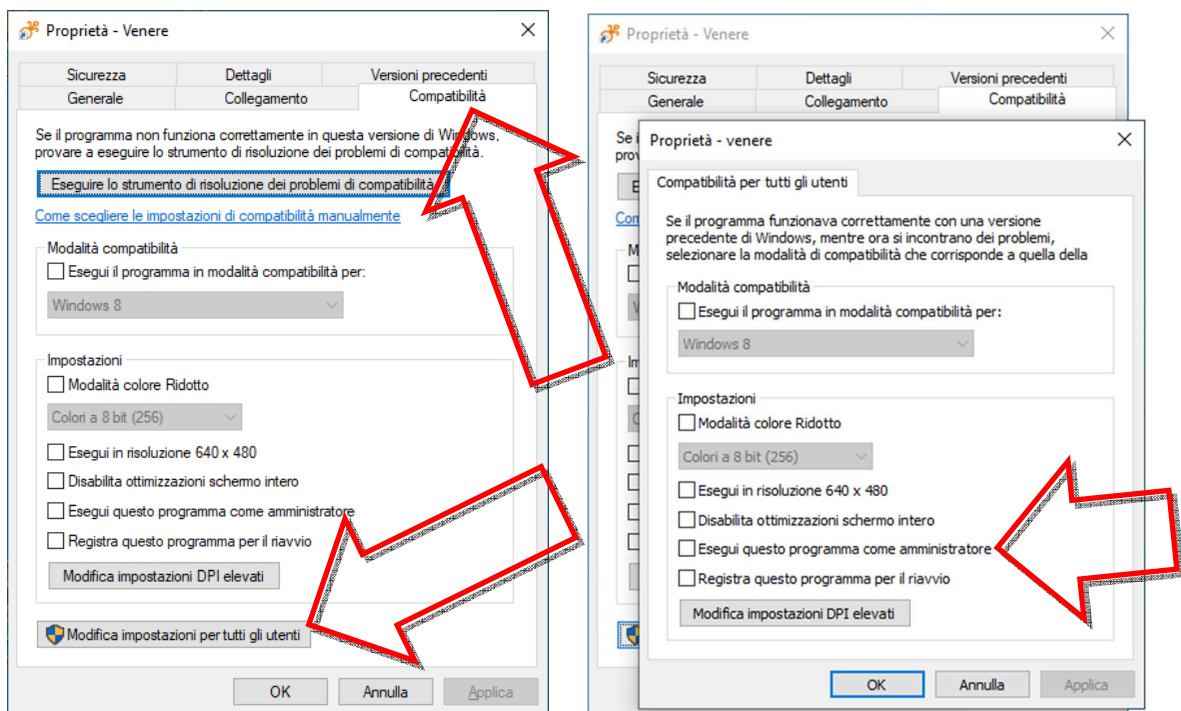 Proprietà - Venere
Sicurezza Dettagli Versioni precedenti
Generale Collegamento Compatibilità
Se il programma non funziona correttamente in questa versione di Windows,
provare a eseguire lo strumento di risoluzione dei problemi di compatibilità.
Eseguire lo strumento di risoluzione dei problemi di compatibilità
Come scegliere le impostazioni di compatibilità manualmente
Modalità compatibilità
Esegui il programma in modalità compatibilità per:
Windows 8
Impostazioni
Modalità colore Ridotto
Colori a 8 bit (256)
Esegui in risoluzione 640 x 480
Disabilita ottimizzazioni schermo intero
Esegui questo programma come amministratore
Registra questo programma per il riavvio
Modifica impostazioni DPI elevati
Modifica impostazioni per tutti gli utenti
OK Annulla Applica
Proprietà - Venere
Sicurezza Dettagli Versioni precedenti
Generale Collegamento Compatibilità
Proprietà - venere
Compatibilità per tutti gli utenti
Se il programma funzionava correttamente con una versione
precedente di Windows, mentre ora si incontrano dei problemi,
selezionare la modalità di compatibilità che corrisponde a quella della
Modalità compatibilità
Esegui il programma in modalità compatibilità per:
Windows 8
Impostazioni
Modalità colore Ridotto
Colori a 8 bit (256)
Esegui in risoluzione 640 x 480
Disabilita ottimizzazioni schermo intero
Esegui questo programma come amministratore
Registra questo programma per il riavvio
Modifica impostazioni DPI elevati
OK Annulla Applica